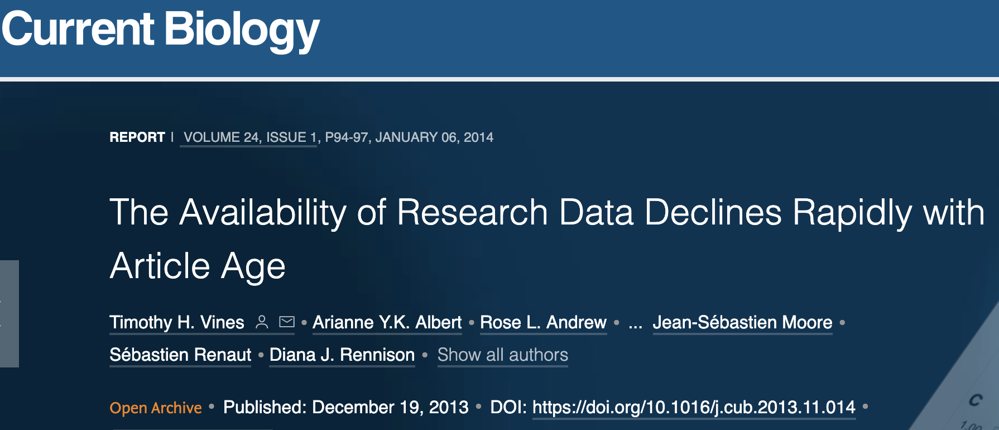 Current Biology
REPORT | VOLUME 24, ISSUE 1, P94-97, JANUARY 06, 2014
The Availability of Research Data Declines Rapidly with
Article Age
Timothy H. Vines • Arianne Y.K. Albert • Rose L. Andrew • ... Jean-Sébastien Moore •
Sébastien Renaut • Diana J. Rennison • Show all authors
Open Archive • Published: December 19, 2013 • DOI: https://doi.org/10.1016/j.cub.2013.11.014 •
C
1.00